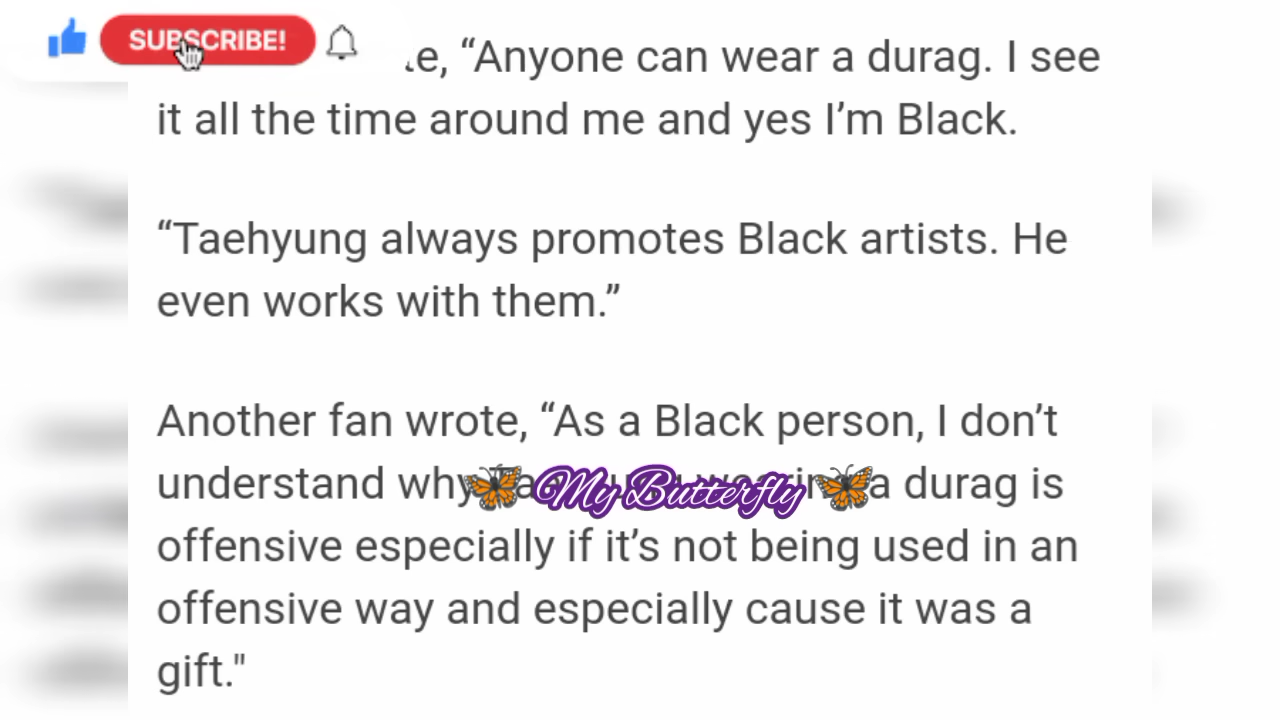 SUBSCRIBE!
te, “Anyone can wear a durag. I see
it all the time around me and yes I’m Black.
“Taehyung always promotes Black artists. He
even works with them.”
Another fan wrote, “As a Black person, I don’t
understand why a durag is
My Butterfly
offensive especially if it’s not being used in an
offensive way and especially cause it was a
gift."